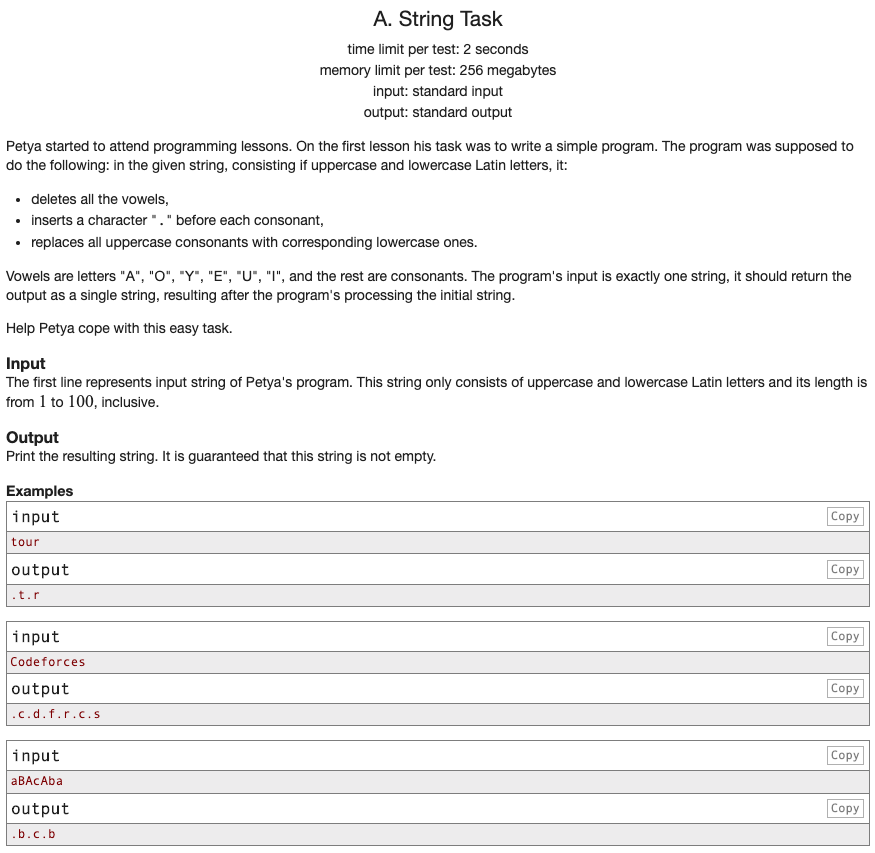 A. String Task
time limit per test: 2 seconds
memory limit per test: 256 megabytes
input: standard input
output: standard output
Petya started to attend programming lessons. On the first lesson his task was to write a simple program. The program was supposed to
do the following: in the given string, consisting if uppercase and lowercase Latin letters, it:
• deletes all the vowels,
• inserts a character "." before each consonant,
• replaces all uppercase consonants with corresponding lowercase ones.
Vowels are letters "A", "O", "Y", "E", "U", "I", and the rest are consonants. The program's input is exactly one string, it should return the
output as a single string, resulting after the program's processing the initial string.
Help Petya cope with this easy task.
Input
The first line represents input string of Petya's program. This string only consists of uppercase and lowercase Latin letters and its length is
from 1 to 100, inclusive.
Output
Print the resulting string. It is guaranteed that this string is not empty.
Examples
input Copy
tour
output Copy
.t.r
input Copy
Codeforces
output Copy
.c.d.f.r.c.s
input Copy
aBAcAba
output Copy
.b.c.b